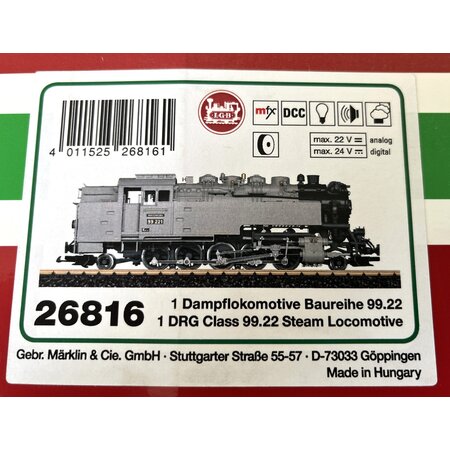 4 011525 268161
LGB
mfx DCC
max. 22 V analog
max. 24 V digital
99 221
26816
1 Dampflokomotive Baureihe 99.22
1 DRG Class 99.22 Steam Locomotive
Gebr. Märklin & Cie. GmbH · Stuttgarter Straße 55-57 · D-73033 Göppingen
Made in Hungary